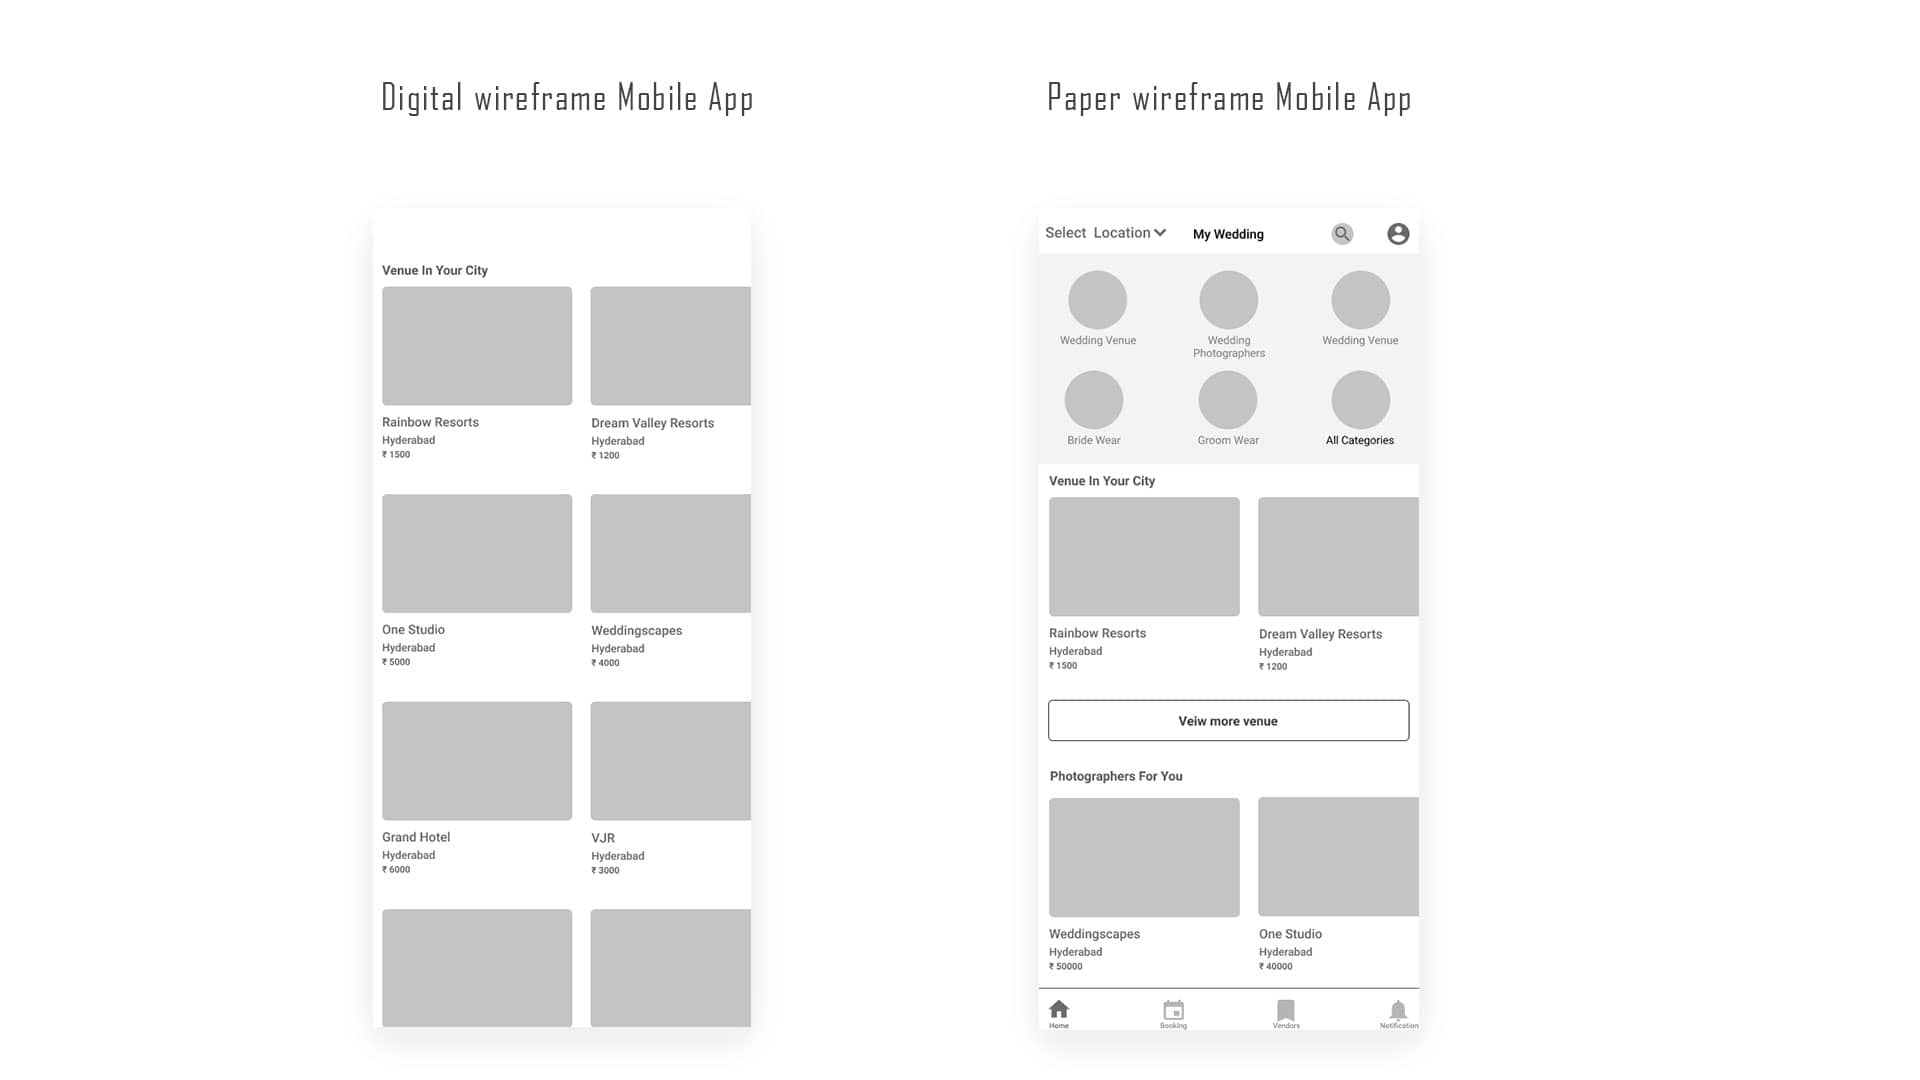 Digital wireframe Mobile App
Venue In Your City
Rainbow Resorts
Hyderabad
₹ 1500
Dream Valley Resorts
Hyderabad
₹ 1200
One Studio
Hyderabad
₹ 5000
Weddingscapes
Hyderabad
₹ 4000
Grand Hotel
Hyderabad
₹ 6000
VJR
Hyderabad
₹ 3000
Paper wireframe Mobile App
Select Location
My Wedding
Wedding Venue
Wedding
Photographers
Wedding Venue
Bride Wear
Groom Wear
All Categories
Venue In Your City
Rainbow Resorts
Hyderabad
₹ 1500
Dream Valley Resorts
Hyderabad
₹ 1200
Veiw more venue
Photographers For You
Weddingscapes
Hyderabad
₹ 50000
One Studio
Hyderabad
₹ 40000
Home
Booking
Vendors
Notification